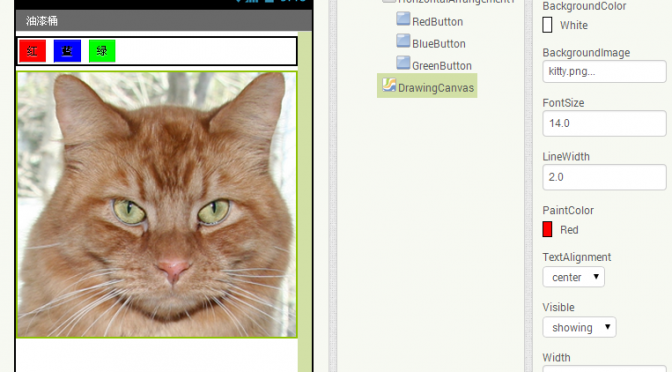 油漆桶
红
蓝
绿
HorizontalArrangement1
RedButton
BlueButton
GreenButton
DrawingCanvas
BackgroundColor
White
BackgroundImage
kitty.png...
FontSize
14.0
LineWidth
2.0
PaintColor
Red
TextAlignment
center
Visible
showing
Width